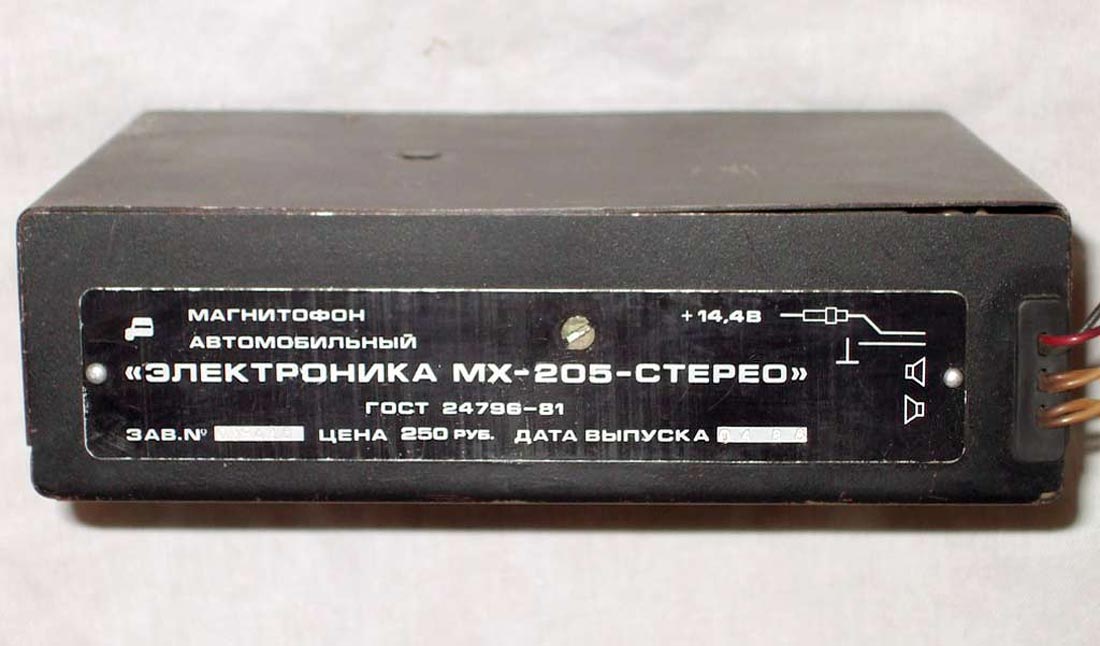 МАГНИТОФОН
АВТОМОБИЛЬНЫЙ
+14,4В
«ЭЛЕКТРОНИКА МХ-205-СТЕРЕО»
ГОСТ 24796-81
ЗАВ.№ ЦЕНА 250 РУБ. ДАТА ВЫПУСКА